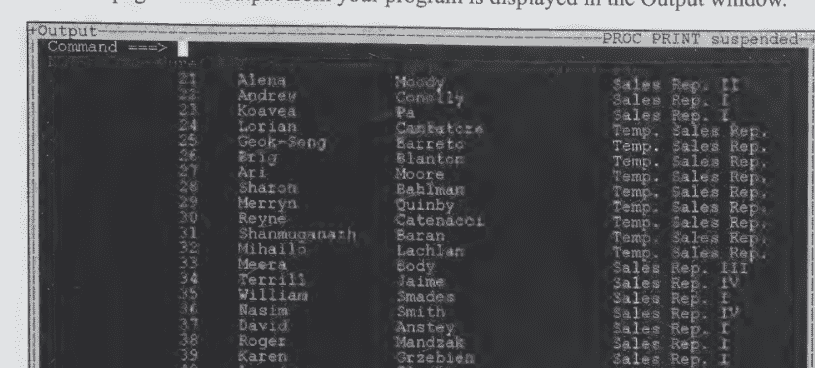 output from your program is displayed in the Output window.
+Output PROC PRINT suspended
Command ===>
21 Alena Moody Sales Rep. II
22 Andrew Conolly Sales Rep. I
23 Koavea Pa Sales Rep. I
24 Lorian Cantatore Temp. Sales Rep.
25 Geok-Seng Barreto Temp. Sales Rep.
26 Brig Blanton Temp. Sales Rep.
27 Ari Moore Temp. Sales Rep.
28 Sharon Bahlman Temp. Sales Rep.
29 Merryn Quinby Temp. Sales Rep.
30 Reyne Catenacci Temp. Sales Rep.
31 Shanmuganath Baran Temp. Sales Rep.
32 Mihailo Lachlan Temp. Sales Rep.
33 Meera Body Sales Rep. III
34 Terrill Jaime Sales Rep. IV
35 William Smades Sales Rep. I
36 Nasim Smith Sales Rep. IV
37 David Anstey Sales Rep. I
38 Roger Mandzak Sales Rep. I
39 Karen Grzebien Sales Rep. I